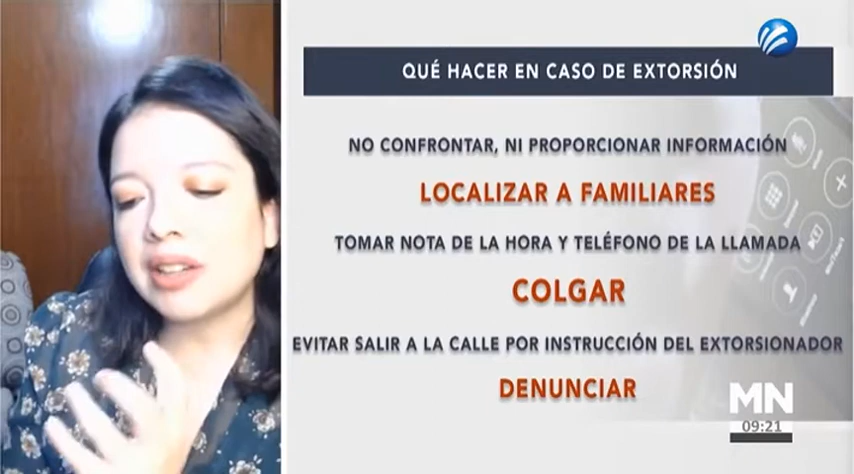 QUÉ HACER EN CASO DE EXTORSIÓN
NO CONFRONTAR, NI PROPORCIONAR INFORMACIÓN
LOCALIZAR A FAMILIARES
TOMAR NOTA DE LA HORA Y TELÉFONO DE LA LLAMADA
COLGAR
EVITAR SALIR A LA CALLE POR INSTRUCCIÓN DEL EXTORSIONADOR
DENUNCIAR
MN
09:21